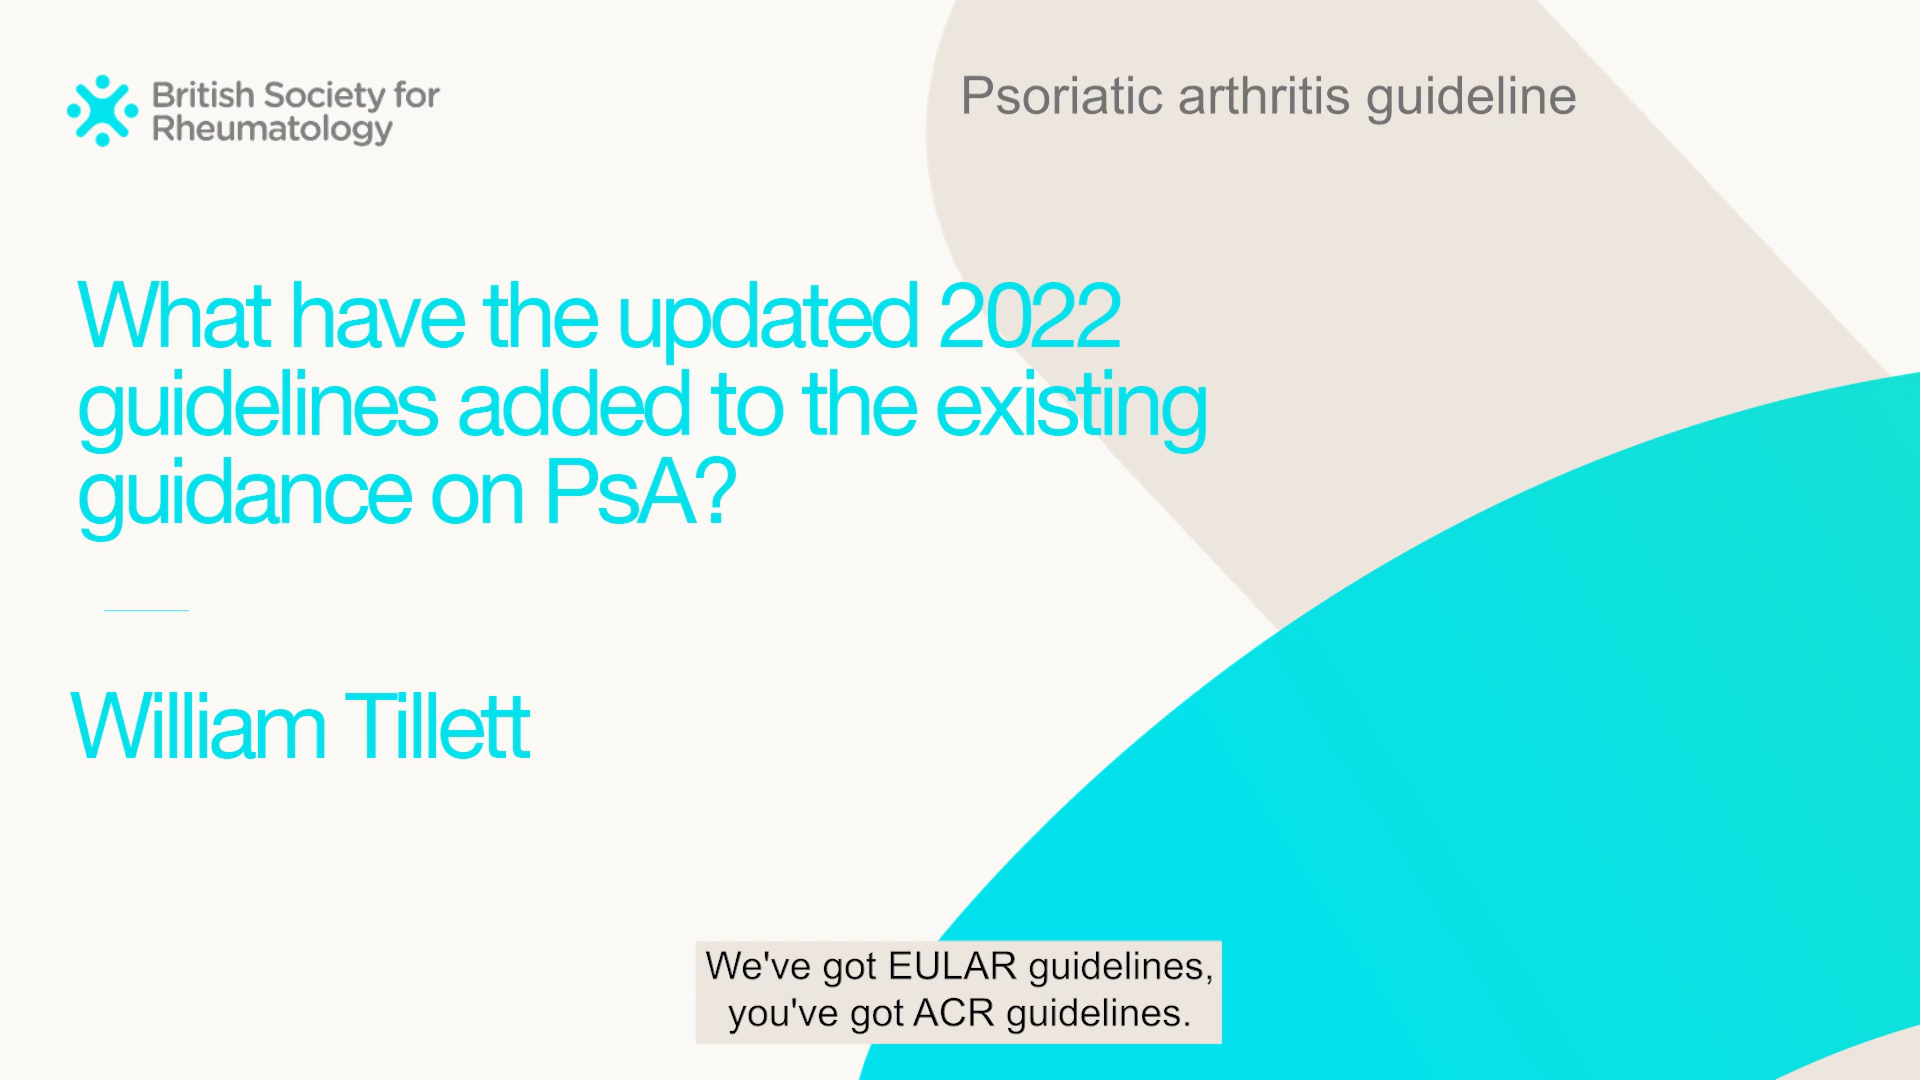 British Society for
Rheumatology
Psoriatic arthritis guideline
What have the updated 2022
guidelines added to the existing
guidance on PsA?
William Tillett
We've got EULAR guidelines,
you've got ACR guidelines.